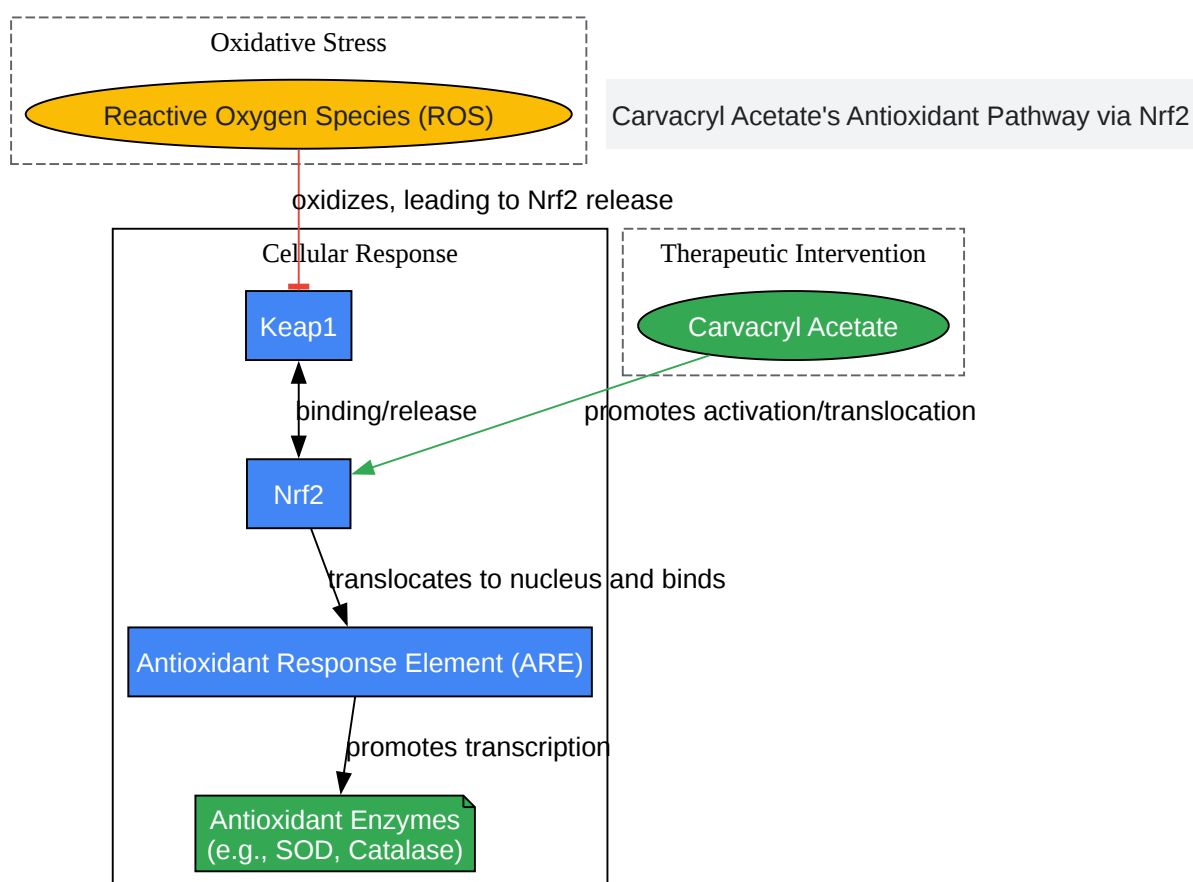 Oxidative Stress
Reactive Oxygen Species (ROS)
Carvacryl Acetate's Antioxidant Pathway via Nrf2
oxidizes, leading to Nrf2 release
Cellular Response
Therapeutic Intervention
Keap1
Carvacryl Acetate
binding/release
promotes activation/translocation
Nrf2
translocates to nucleus and binds
Antioxidant Response Element (ARE)
promotes transcription
Antioxidant Enzymes
(e.g., SOD, Catalase)